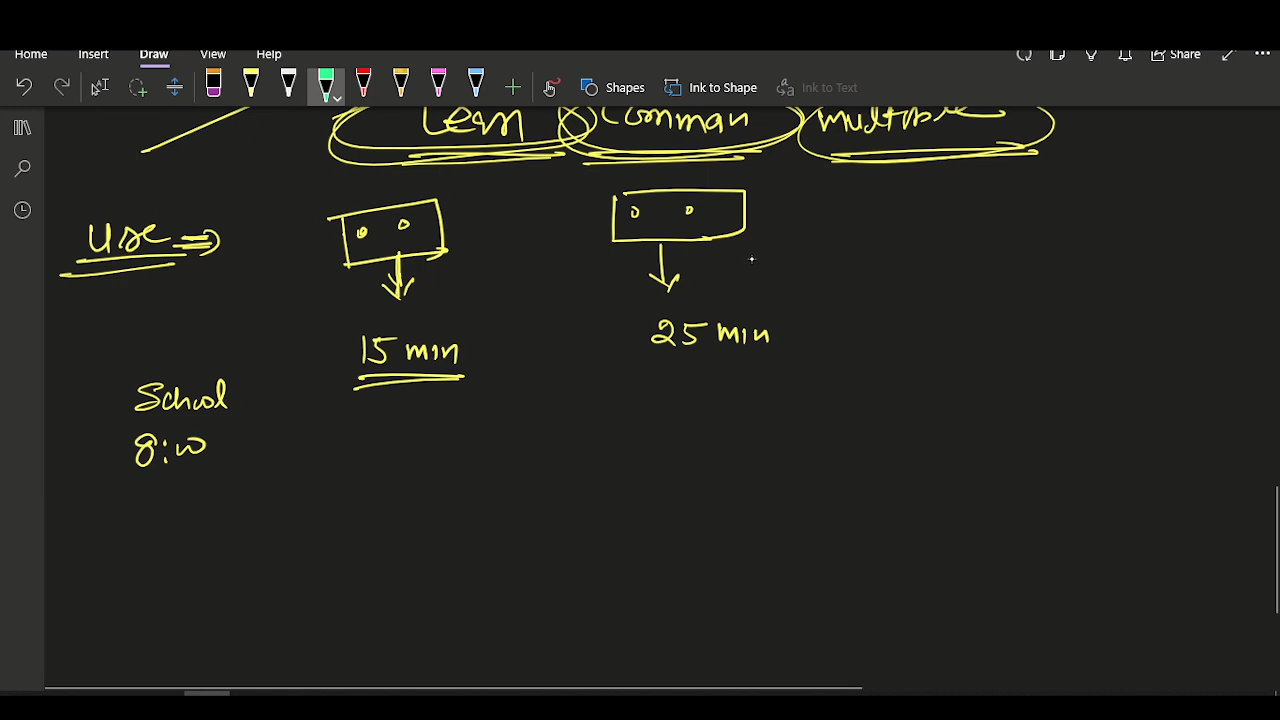 Home Insert Draw View Help Share
Shapes Ink to Shape Ink to Text
Common multiple
Use ⇒
15 min 25 min
School
8:00